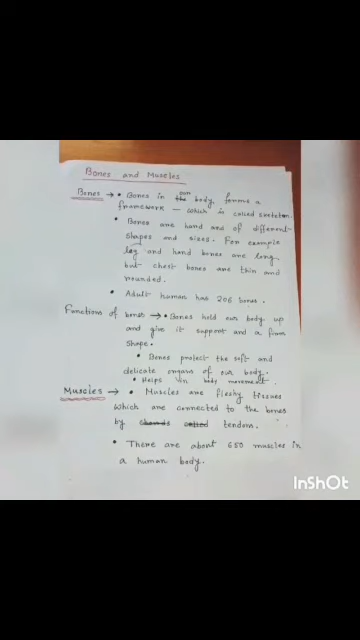 Bones and Muscles
Bones → • Bones in our the body forms a
framework – which is called skeleton.
• Bones are hard and of different
shapes and sizes. For example
leg and hand bones are long
but chest bones are thin and
rounded.
• Adult human has 206 bones.
Functions of bones → • Bones hold our body up
and give it support and a firm
shape.
• Bones protect the soft and
delicate organs of our body.
• Helps in body movement.
Muscles → • Muscles are fleshy tissues
which are connected to the bones
by chords called tendom.
• There are about 650 muscles in
a human body.
InShOt